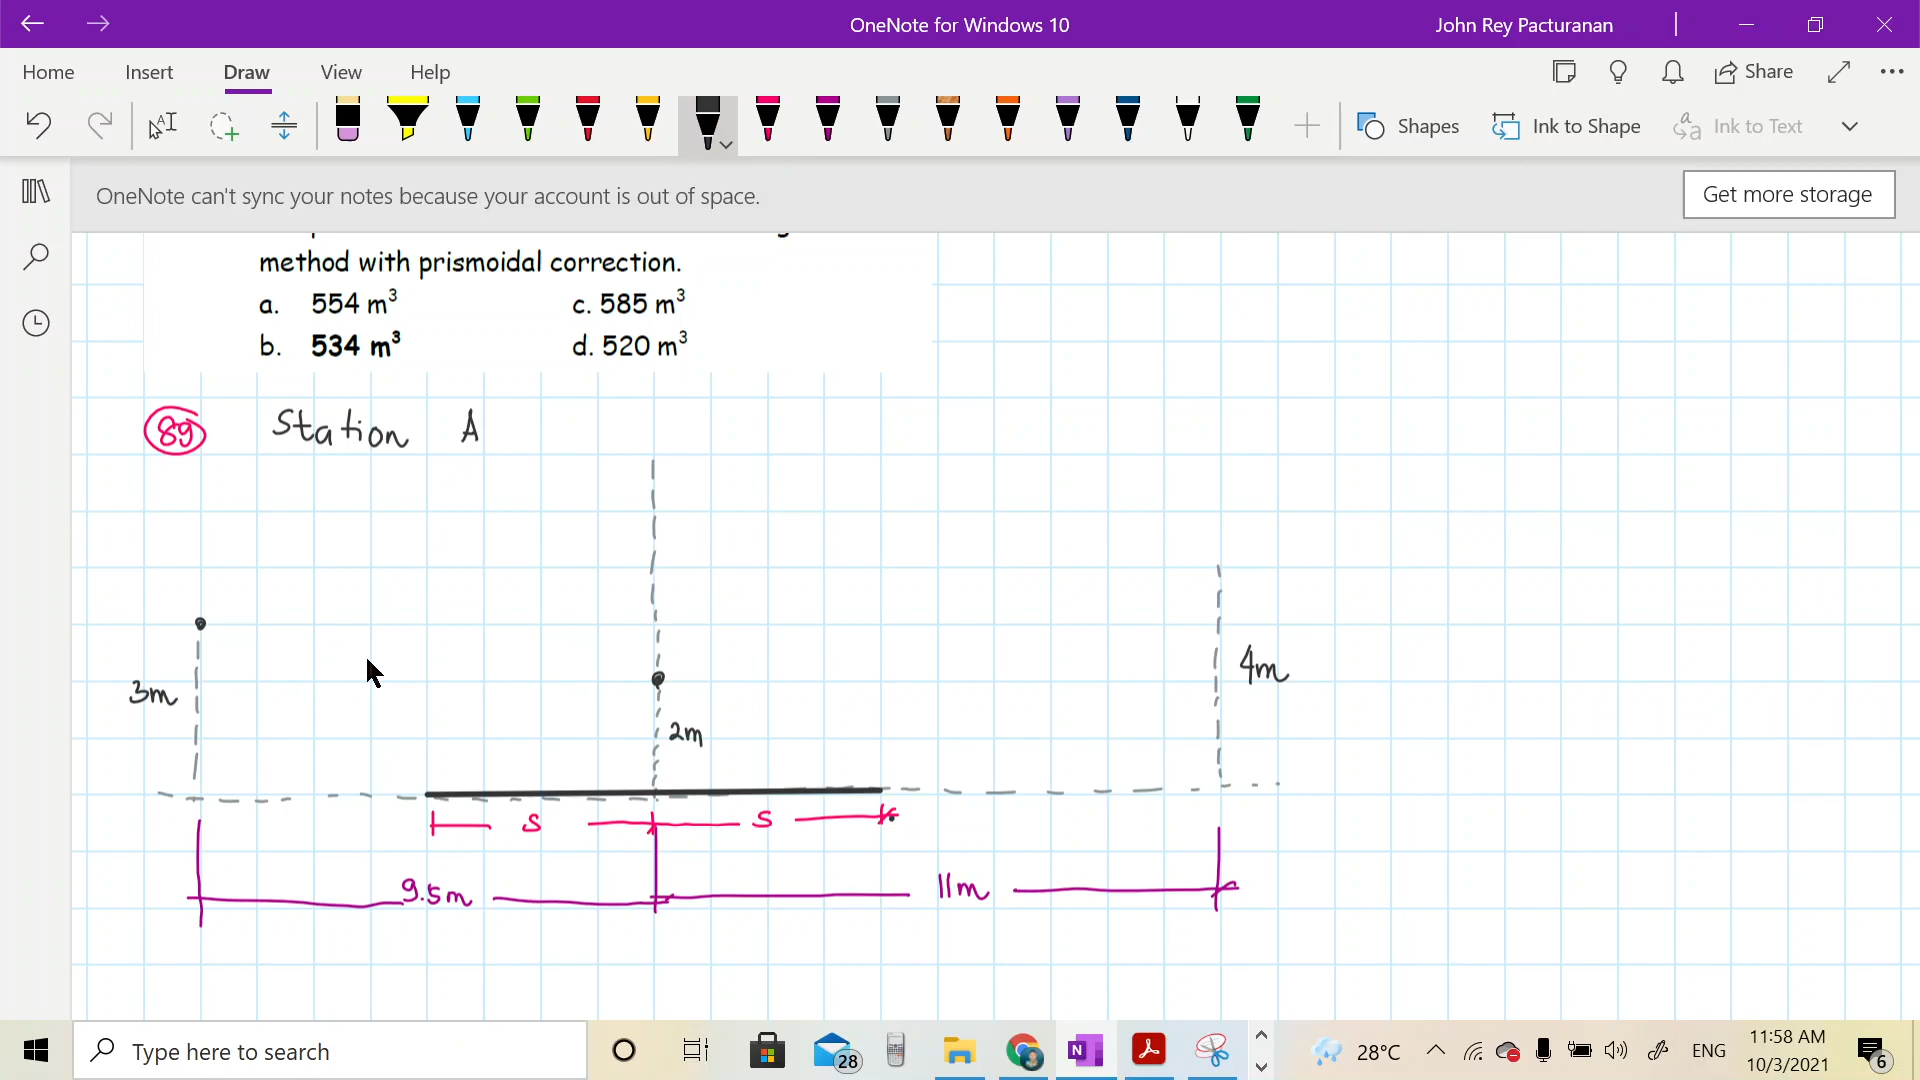 OneNote for Windows 10
John Rey Pacturanan
Home Insert Draw View Help
Share
Shapes Ink to Shape Ink to Text
OneNote can't sync your notes because your account is out of space.
Get more storage
method with prismoidal correction.
a. 554 m³ c. 585 m³
b. 534 m³ d. 520 m³
89 Station A
3m
4m
2m
S S
9.5m 11m
Type here to search
28
28°C
ENG
11:58 AM
10/3/2021
6